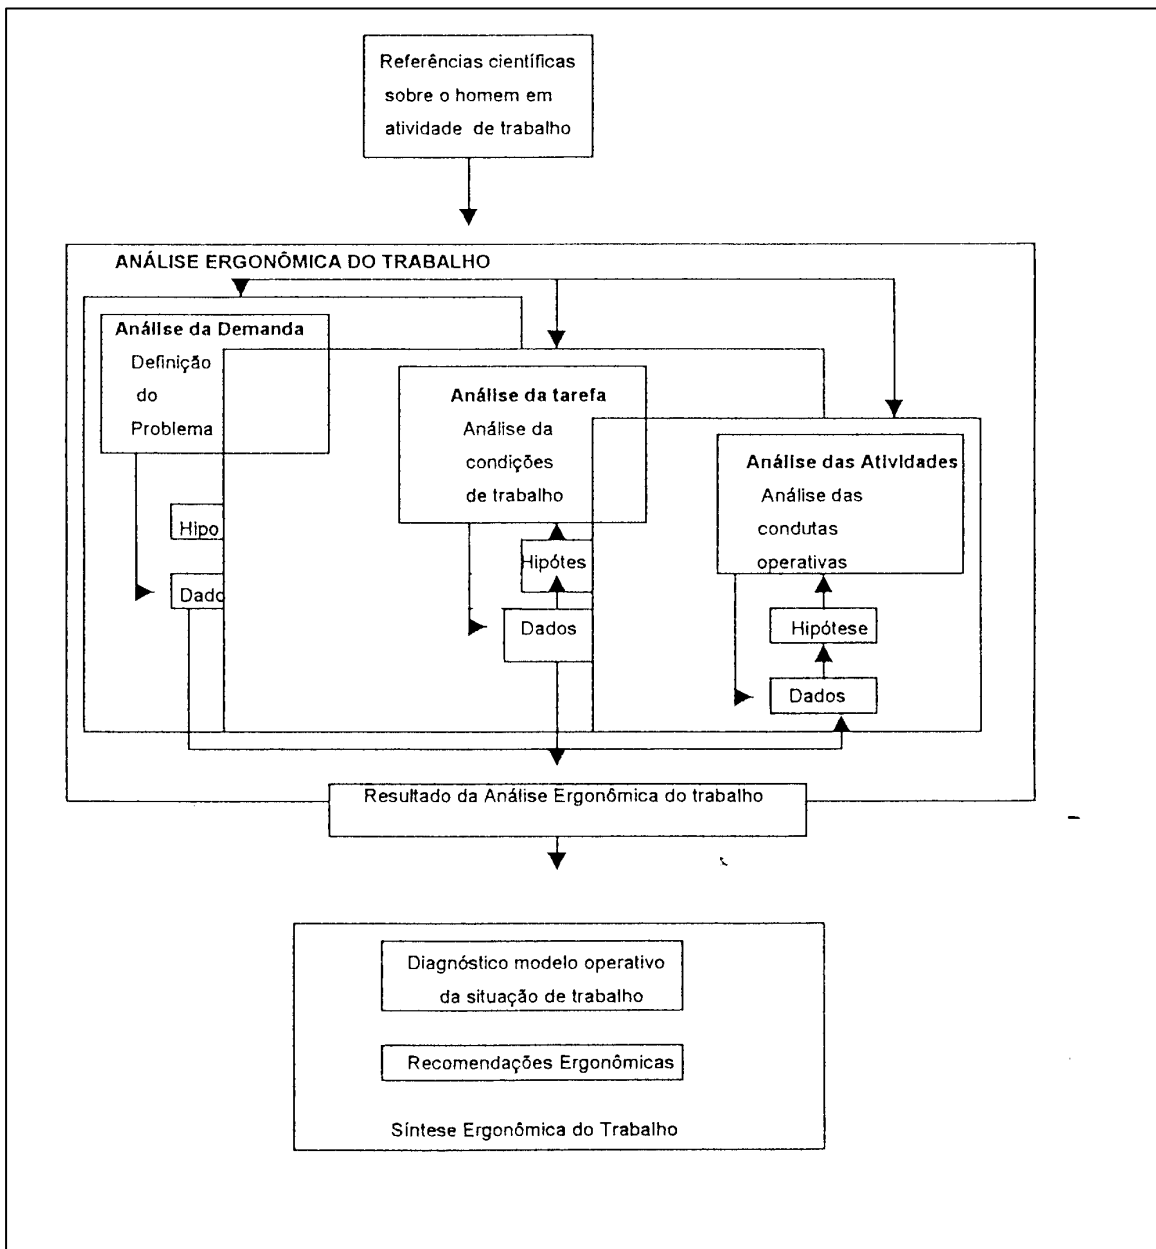 Referências científicas
sobre o homem em
atividade de trabalho
ANÁLISE ERGONÔMICA DO TRABALHO
Análise da Demanda
Definição
do
Problema
Hipo
Dado
Análise da tarefa
Análise da
condições
de trabalho
Hipótes
Dados
Análise das Atividades
Análise das
condutas
operativas
Hipótese
Dados
Resultado da Análise Ergonômica do trabalho
Diagnóstico modelo operativo
da situação de trabalho
Recomendações Ergonômicas
Síntese Ergonômica do Trabalho